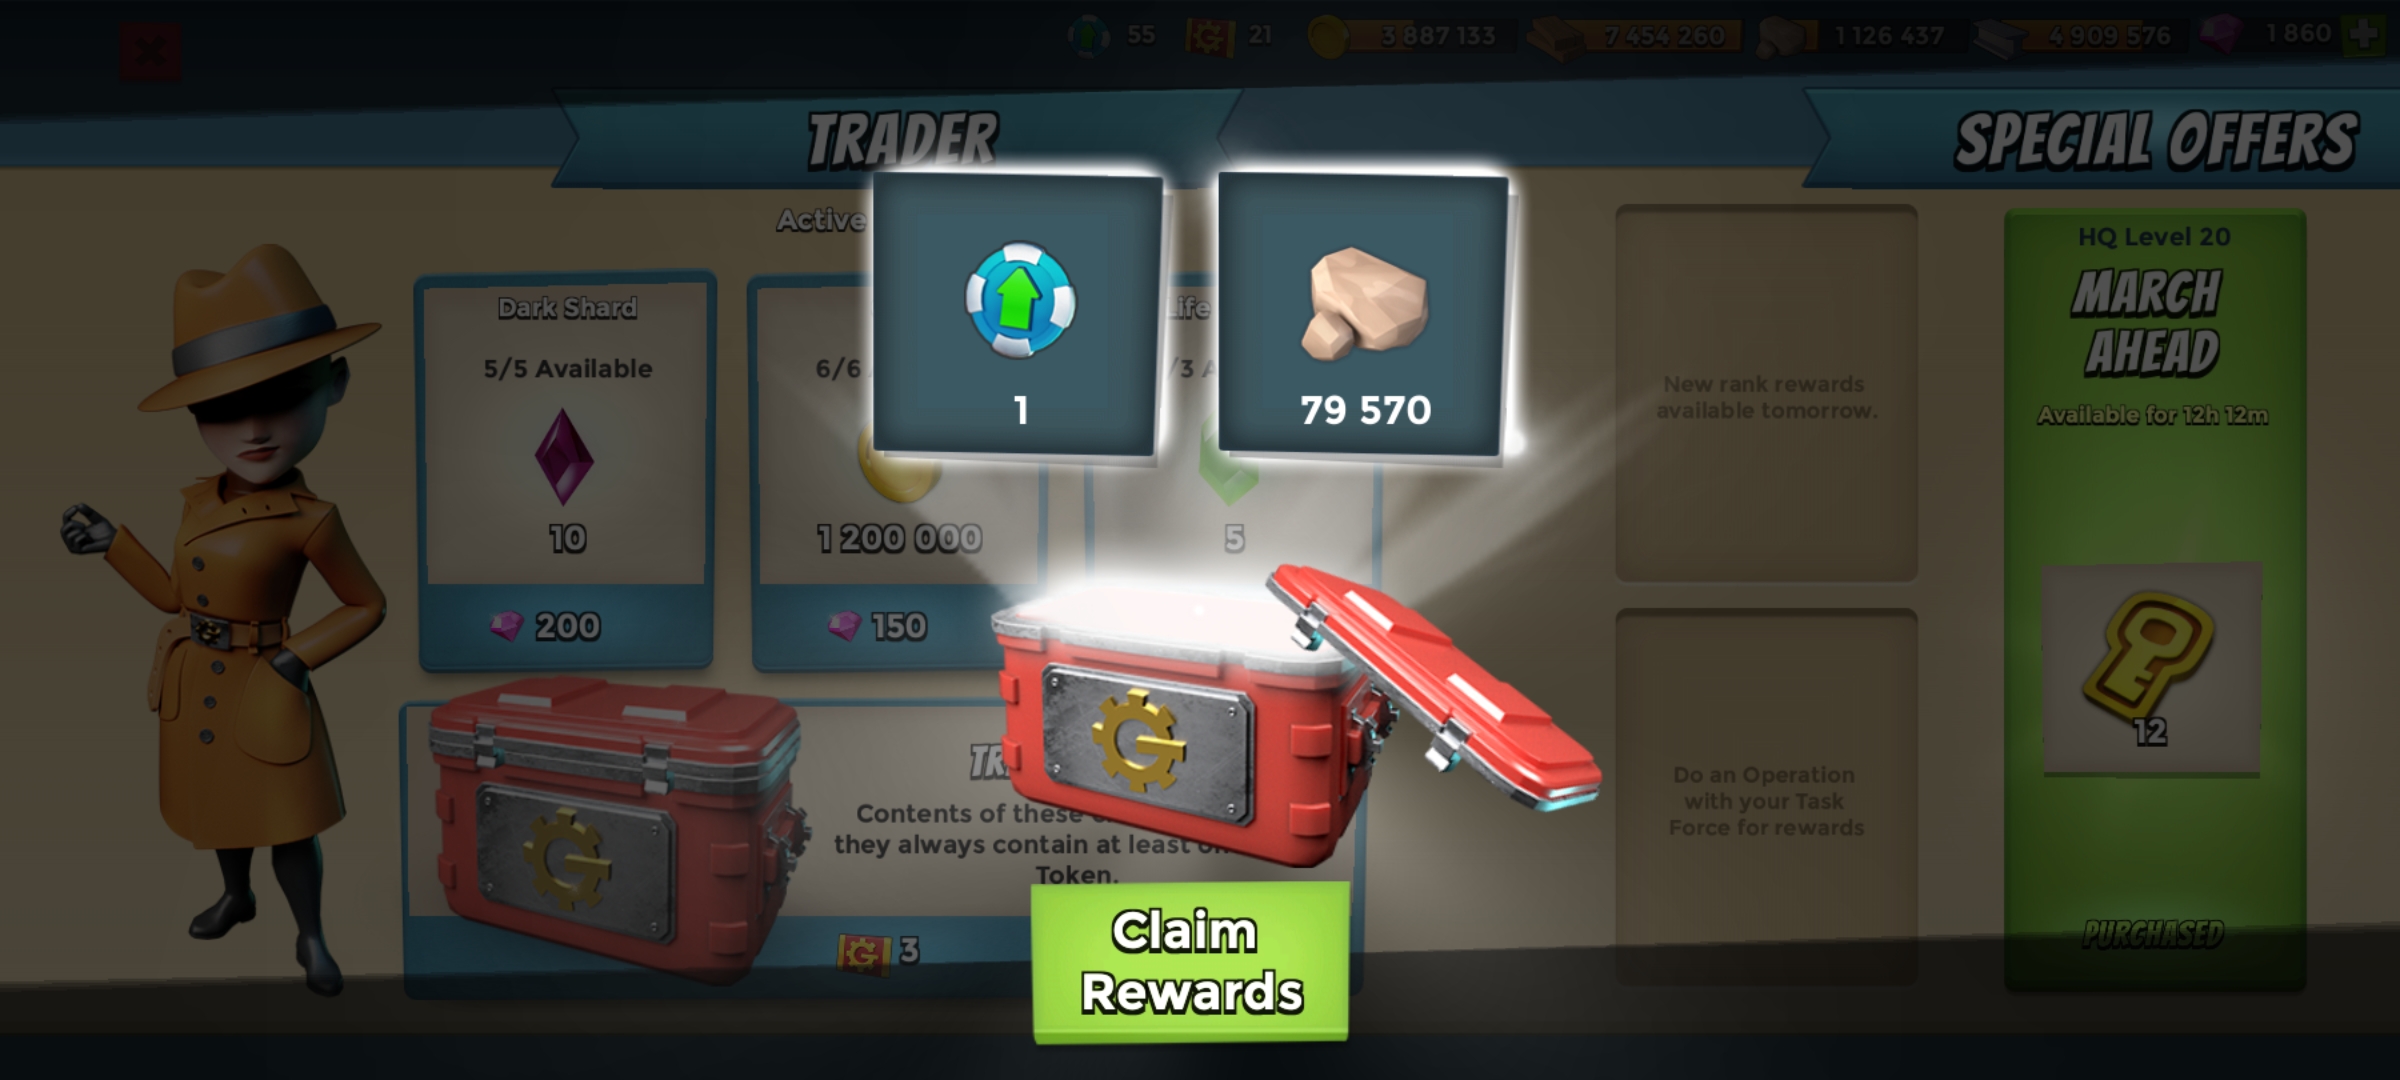 55
21
3 887 133
7 454 260
1 126 437
4 909 576
1 860
TRADER
SPECIAL OFFERS
Active
Dark Shard
5/5 Available
10
200
6/6
1 200 000
150
Life
/3 A
5
1
79 570
New rank rewards
available tomorrow.
Do an Operation
with your Task
Force for rewards
HQ Level 20
MARCH
AHEAD
Available for 12h 12m
12
PURCHASED
Contents of these
they always contain at least
Token.
3
Claim
Rewards